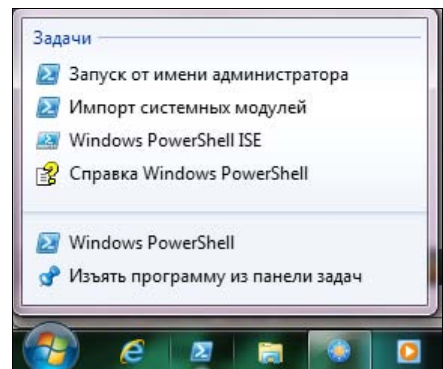 Задачи
Запуск от имени администратора
Импорт системных модулей
Windows PowerShell ISE
Справка Windows PowerShell
Windows PowerShell
Изъять программу из панели задач